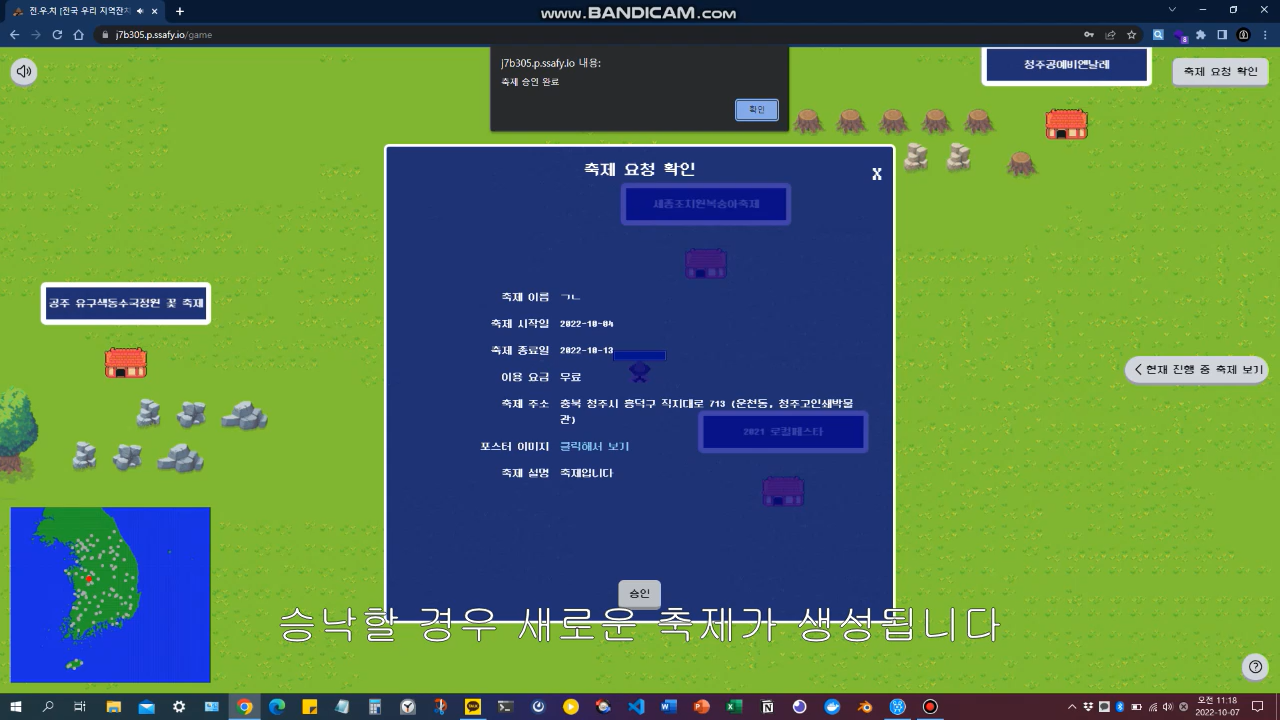 www.BANDICAM.com
전.우.치 [전국 우리 지역잔치
j7b305.p.ssafy.io/game
j7b305.p.ssafy.io 내용:
축제 승인 완료
확인
청주공예비엔날레
축제 요청 확인
축제 요청 확인
X
세종조치원복숭아축제
공주 유구색동수국정원 꽃 축제
축제 이름 ㄱㄴ
축제 시작일 2022-10-04
축제 종료일 2022-10-13
이용 요금 무료
축제 주소 충북 청주시 흥덕구 직지대로 713 (운천동, 청주고인쇄박물
관)
포스터 이미지 클릭해서 보기
축제 설명 축제입니다
2021 로컬페스타
현재 진행 중 축제 보기
승인
승낙할 경우 새로운 축제가 생성됩니다
오전 11:18
2022-10-07